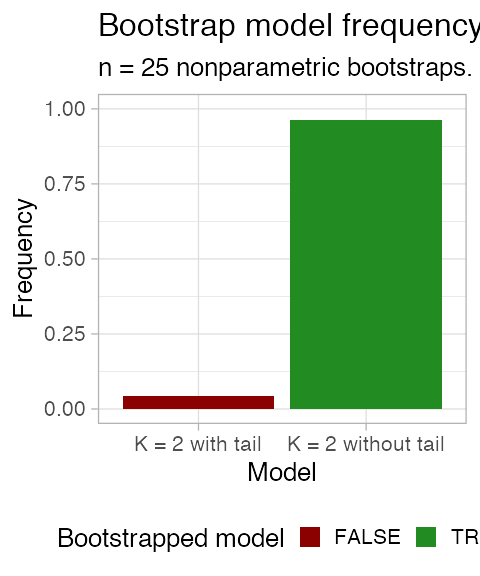 Bootstrap model frequency
n = 25 nonparametric bootstraps.
1.00
0.75
0.50
0.25
0.00
Frequency
K = 2 with tail K = 2 without tail
Model
Bootstrapped model FALSE TR